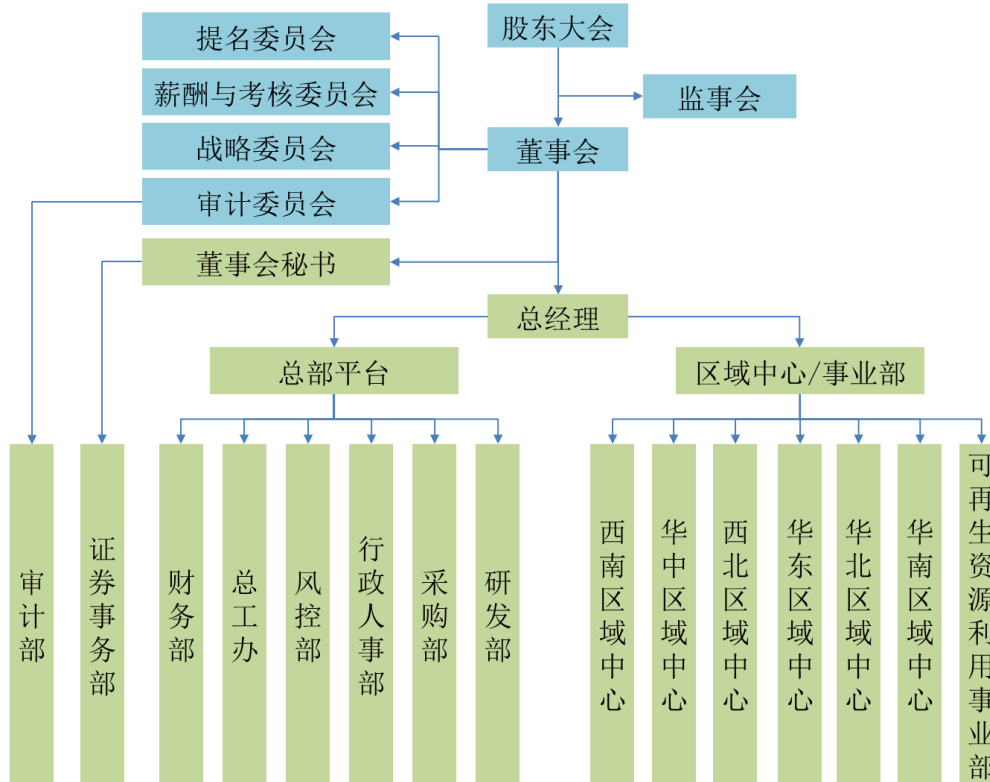 提名委员会
股东大会
薪酬与考核委员会
监事会
战略委员会
董事会
审计委员会
董事会秘书
总经理
总部平台
区域中心/事业部
审计部
证券事务部
财务部
总工办
风控部
行政人事部
采购部
研发部
西南区域中心
华中区域中心
西北区域中心
华东区域中心
华北区域中心
华南区域中心
可再生资源利用事业部